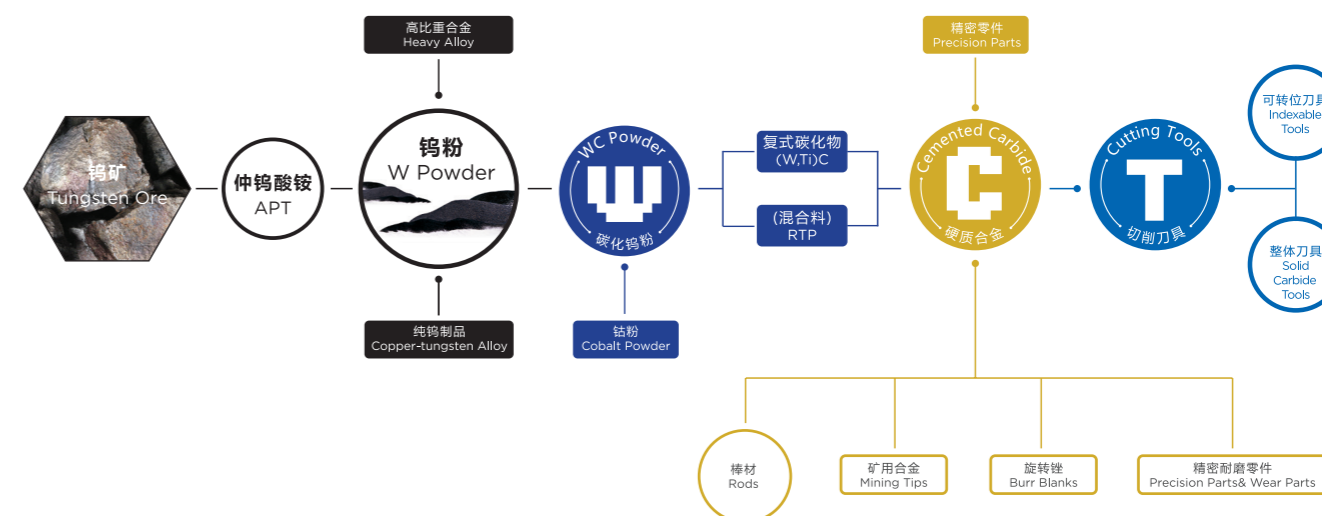 高比重合金
Heavy Alloy
精密零件
Precision Parts
钨矿
Tungsten Ore
仲钨酸铵
APT
钨粉
W Powder
WC Powder
碳化钨粉
复式碳化物
(W,Ti)C
(混合料)
RTP
Cemented Carbide
C
硬质合金
Cutting Tools
T
切削刀具
可转位刀具
Indexable
Tools
整体刀具
Solid
Carbide
Tools
纯钨制品
Copper-tungsten Alloy
钴粉
Cobalt Powder
棒材
Rods
矿用合金
Mining Tips
旋转锉
Burr Blanks
精密耐磨零件
Precision Parts& Wear Parts